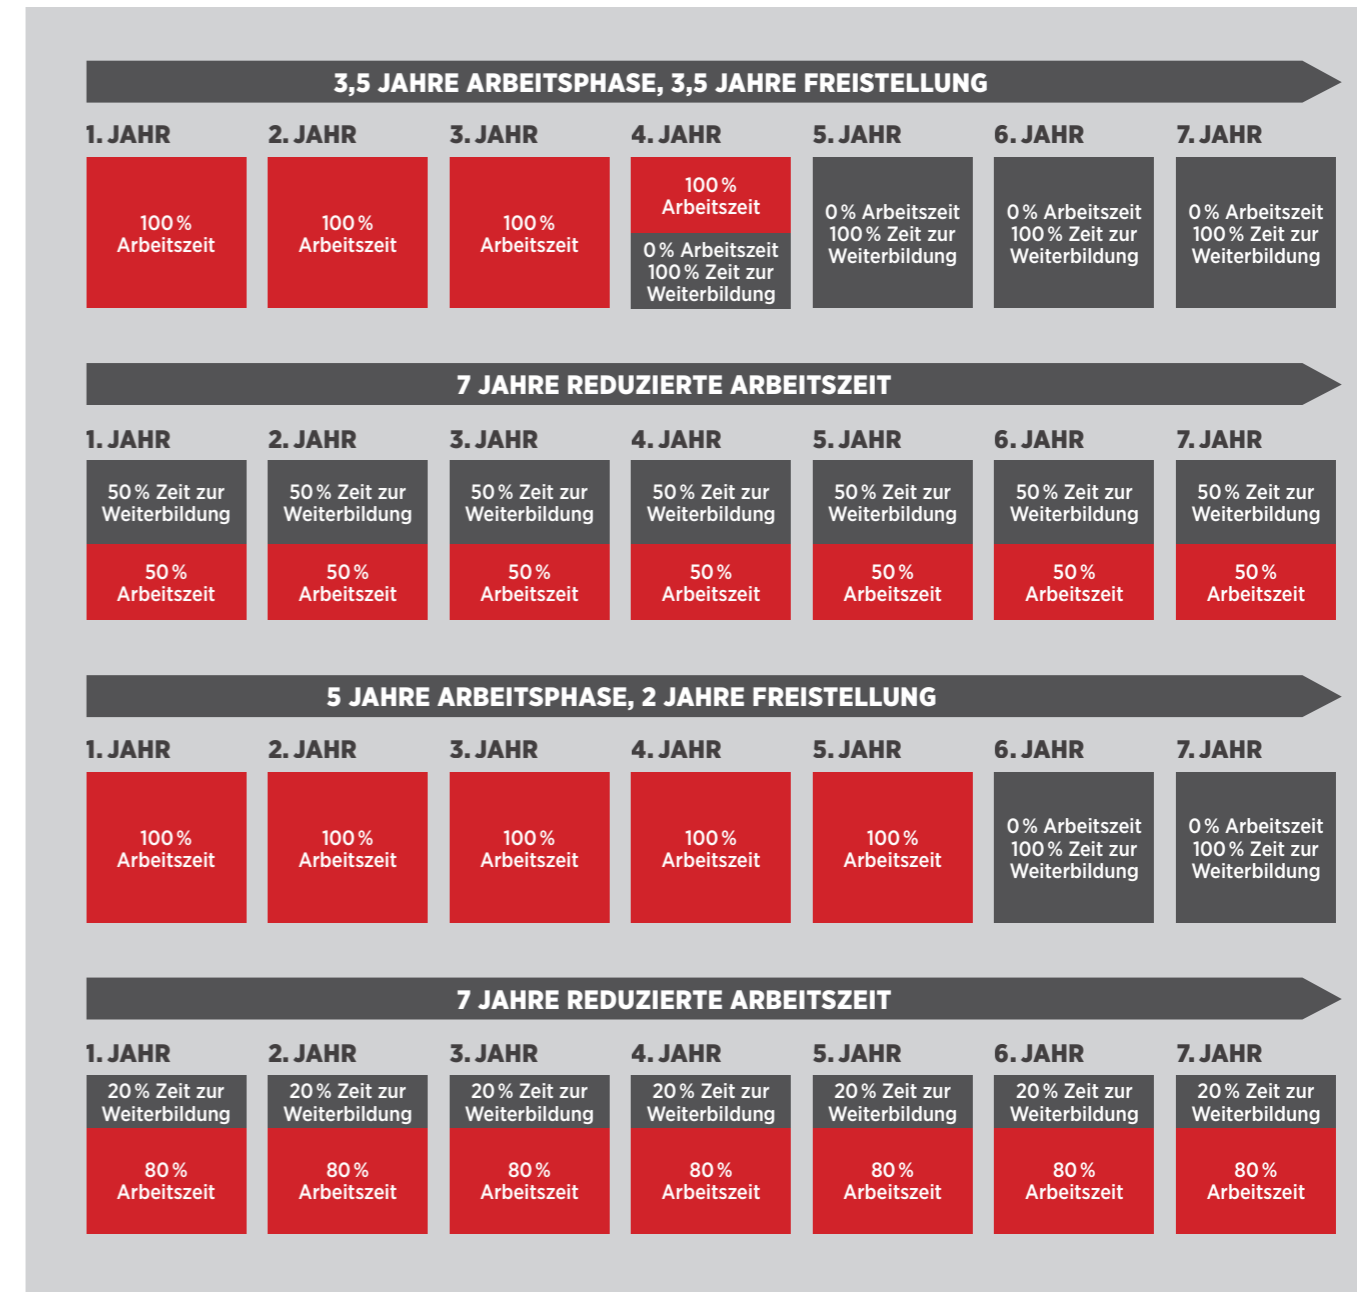 3,5 JAHRE ARBEITSPHASE, 3,5 JAHRE FREISTELLUNG
1. JAHR 2. JAHR 3. JAHR 4. JAHR 5. JAHR 6. JAHR 7. JAHR
100 %
Arbeitszeit
100 %
Arbeitszeit
100 %
Arbeitszeit
100 %
Arbeitszeit
0 % Arbeitszeit
100 % Zeit zur
Weiterbildung
0 % Arbeitszeit
100 % Zeit zur
Weiterbildung
0 % Arbeitszeit
100 % Zeit zur
Weiterbildung
0 % Arbeitszeit
100 % Zeit zur
Weiterbildung
7 JAHRE REDUZIERTE ARBEITSZEIT
1. JAHR 2. JAHR 3. JAHR 4. JAHR 5. JAHR 6. JAHR 7. JAHR
50 % Zeit zur
Weiterbildung
50 %
Arbeitszeit
50 % Zeit zur
Weiterbildung
50 %
Arbeitszeit
50 % Zeit zur
Weiterbildung
50 %
Arbeitszeit
50 % Zeit zur
Weiterbildung
50 %
Arbeitszeit
50 % Zeit zur
Weiterbildung
50 %
Arbeitszeit
50 % Zeit zur
Weiterbildung
50 %
Arbeitszeit
50 % Zeit zur
Weiterbildung
50 %
Arbeitszeit
5 JAHRE ARBEITSPHASE, 2 JAHRE FREISTELLUNG
1. JAHR 2. JAHR 3. JAHR 4. JAHR 5. JAHR 6. JAHR 7. JAHR
100 %
Arbeitszeit
100 %
Arbeitszeit
100 %
Arbeitszeit
100 %
Arbeitszeit
100 %
Arbeitszeit
0 % Arbeitszeit
100 % Zeit zur
Weiterbildung
0 % Arbeitszeit
100 % Zeit zur
Weiterbildung
7 JAHRE REDUZIERTE ARBEITSZEIT
1. JAHR 2. JAHR 3. JAHR 4. JAHR 5. JAHR 6. JAHR 7. JAHR
20 % Zeit zur
Weiterbildung
80 %
Arbeitszeit
20 % Zeit zur
Weiterbildung
80 %
Arbeitszeit
20 % Zeit zur
Weiterbildung
80 %
Arbeitszeit
20 % Zeit zur
Weiterbildung
80 %
Arbeitszeit
20 % Zeit zur
Weiterbildung
80 %
Arbeitszeit
20 % Zeit zur
Weiterbildung
80 %
Arbeitszeit
20 % Zeit zur
Weiterbildung
80 %
Arbeitszeit